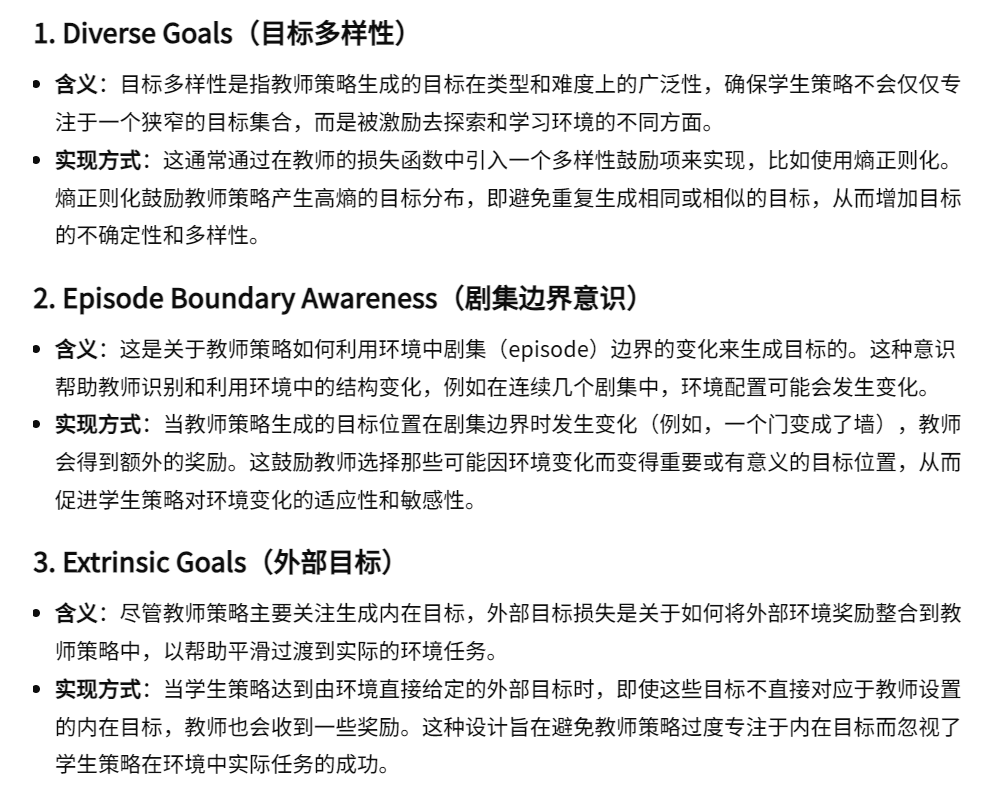 1. Diverse Goals（目标多样性）
• 含义：目标多样性是指教师策略生成的目标在类型和难度上的广泛性，确保学生策略不会仅仅专
注于一个狭窄的目标集合，而是被激励去探索和学习环境的不同方面。
• 实现方式：这通常通过在教师的损失函数中引入一个多样性鼓励项来实现，比如使用熵正则化。
熵正则化鼓励教师策略产生高熵的目标分布，即避免重复生成相同或相似的目标，从而增加目标
的不确定性和多样性。
2. Episode Boundary Awareness（剧集边界意识）
• 含义：这是关于教师策略如何利用环境中剧集（episode）边界的变化来生成目标的。这种意识
帮助教师识别和利用环境中的结构变化，例如在连续几个剧集中，环境配置可能会发生变化。
• 实现方式：当教师策略生成的目标位置在剧集边界时发生变化（例如，一个门变成了墙），教师
会得到额外的奖励。这鼓励教师选择那些可能因环境变化而变得重要或有意义的目标位置，从而
促进学生策略对环境变化的适应性和敏感性。
3. Extrinsic Goals（外部目标）
• 含义：尽管教师策略主要关注生成内在目标，外部目标损失是关于如何将外部环境奖励整合到教
师策略中，以帮助平滑过渡到实际的环境任务。
• 实现方式：当学生策略达到由环境直接给定的外部目标时，即使这些目标不直接对应于教师设置
的内在目标，教师也会收到一些奖励。这种设计旨在避免教师策略过度专注于内在目标而忽视了
学生策略在环境中实际任务的成功。